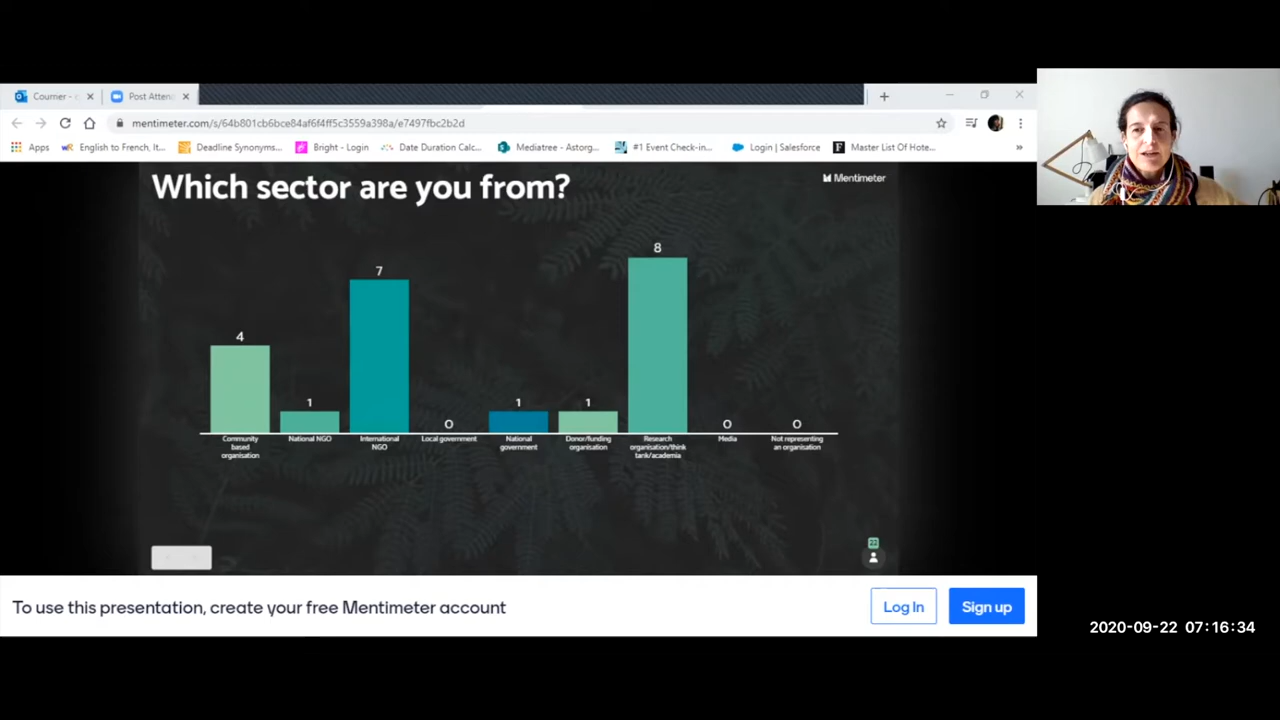 Coumer -
Post Atten
mentimeter.com/s/64b801cb6bce84af6f4ff5c3559a398a/e7497fbc2b2d
Apps
English to French, It...
Deadline Synonyms...
Bright - Login
Date Duration Calc...
Mediatree - Astorg...
#1 Event Check-in...
Login | Salesforce
Master List Of Hote...
»
Which sector are you from?
Mentimeter
4
1
7
0
1
1
8
0
0
Community
based
organisation
National NGO
International
NGO
Local government
National
government
Donor/funding
organisation
Research
organisation/think
tank/academia
Media
Not representing
an organisation
22
To use this presentation, create your free Mentimeter account
Log In
Sign up
2020-09-22 07:16:34